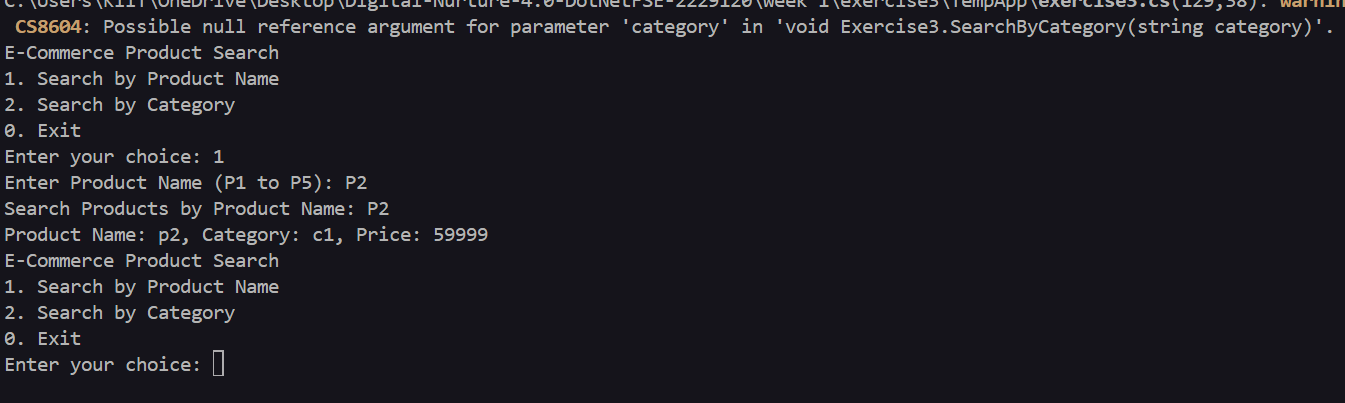 C:\Users\KIIT\OneDrive\Desktop\Digital-Nurture-4.0-DotNetFSE-2229120\Week 1\exercise3\TempApp\exercise3.cs(129,38): warnin
CS8604: Possible null reference argument for parameter 'category' in 'void Exercise3.SearchByCategory(string category)'.
E-Commerce Product Search
1. Search by Product Name
2. Search by Category
0. Exit
Enter your choice: 1
Enter Product Name (P1 to P5): P2
Search Products by Product Name: P2
Product Name: p2, Category: c1, Price: 59999
E-Commerce Product Search
1. Search by Product Name
2. Search by Category
0. Exit
Enter your choice: